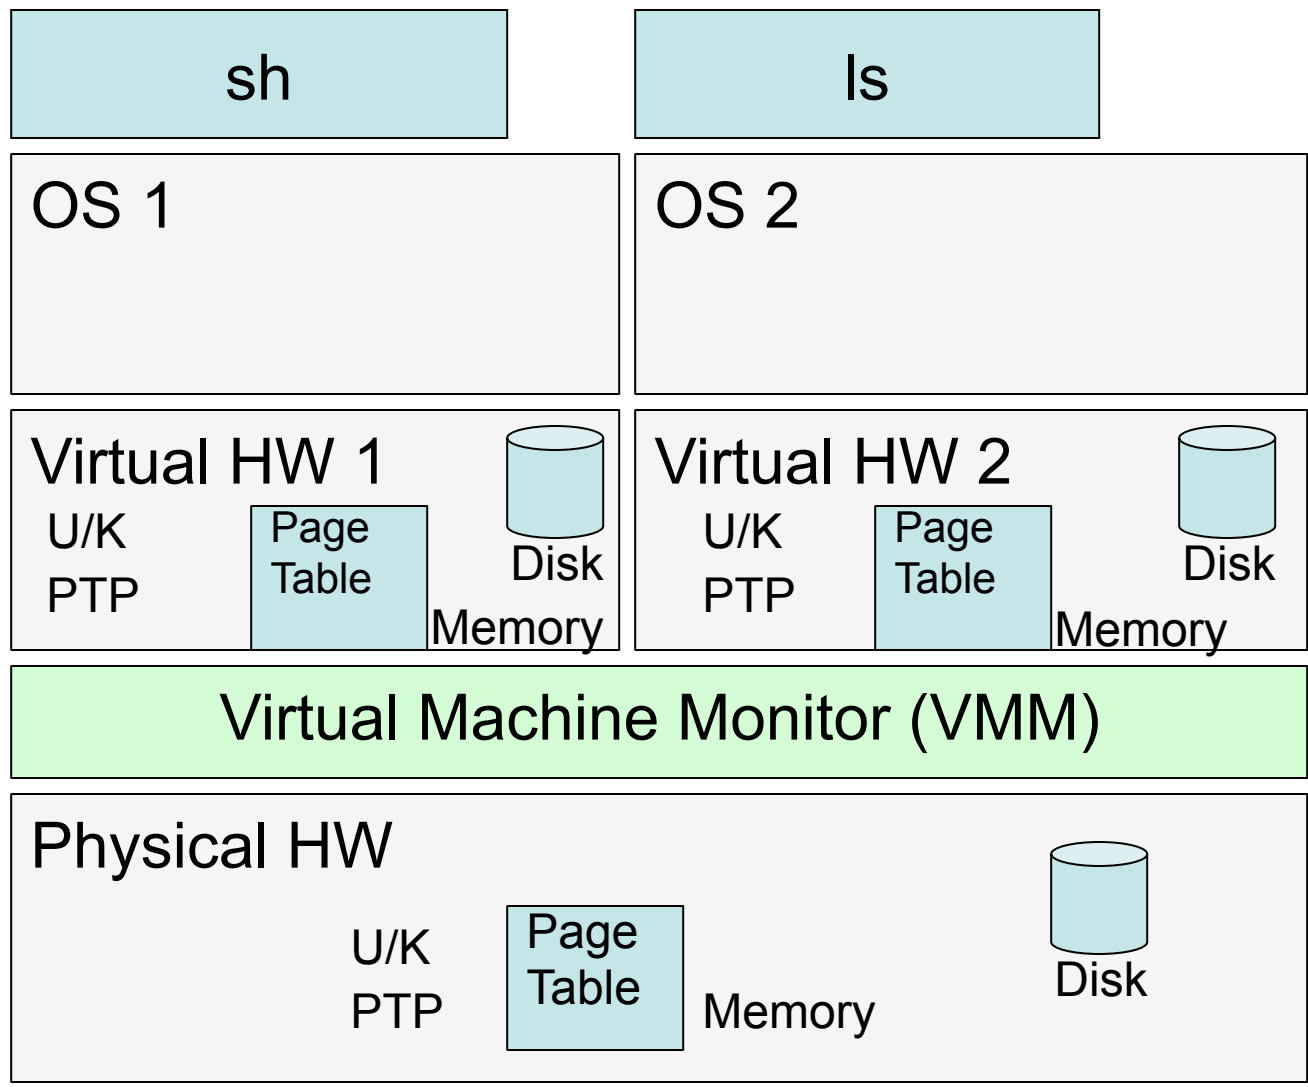 sh
ls
OS 1
OS 2
Virtual HW 1
U/K
PTP
Page
Table
Disk
Memory
Virtual HW 2
U/K
PTP
Page
Table
Disk
Memory
Virtual Machine Monitor (VMM)
Physical HW
U/K
PTP
Page
Table
Memory
Disk